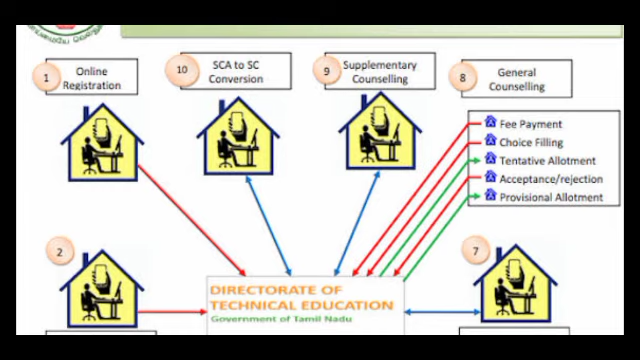 1
Online
Registration
10
SCA to SC
Conversion
9
Supplementary
Counselling
8
General
Counselling
Fee Payment
Choice Filling
Tentative Allotment
Acceptance/rejection
Provisional Allotment
2
7
DIRECTORATE OF
TECHNICAL EDUCATION
Government of Tamil Nadu